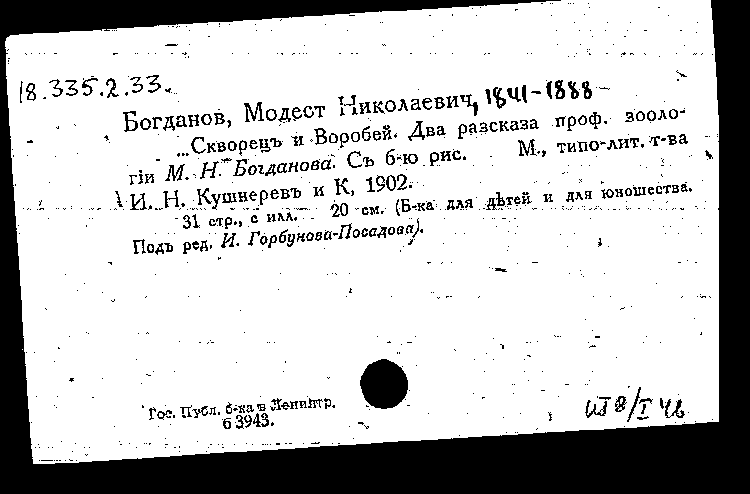 18.335.2.33.
Богданов, Модест Николаевич, 1841-1888
...Скворецъ и Воробей. Два разсказа проф. зооло-
гіи М. Н. Богданова. Съ 6-ю рис. М., типо-лит. т-ва
И. Н. Кушнеревъ и К, 1902.
31 стр., с илл. 20 см. (Б-ка для дѣтей и для юношества.
Подъ ред. И. Горбунова-Посадова).
Гос. Публ. б-ка в Ленингр.
б 3943.